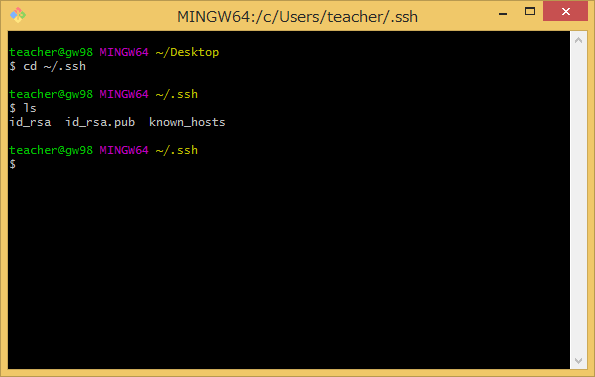 MINGW64:/c/Users/teacher/.ssh
teacher@gw98 MINGW64 ~/Desktop
$ cd ~/.ssh
teacher@gw98 MINGW64 ~/.ssh
$ ls
id_rsa  id_rsa.pub  known_hosts
teacher@gw98 MINGW64 ~/.ssh
$